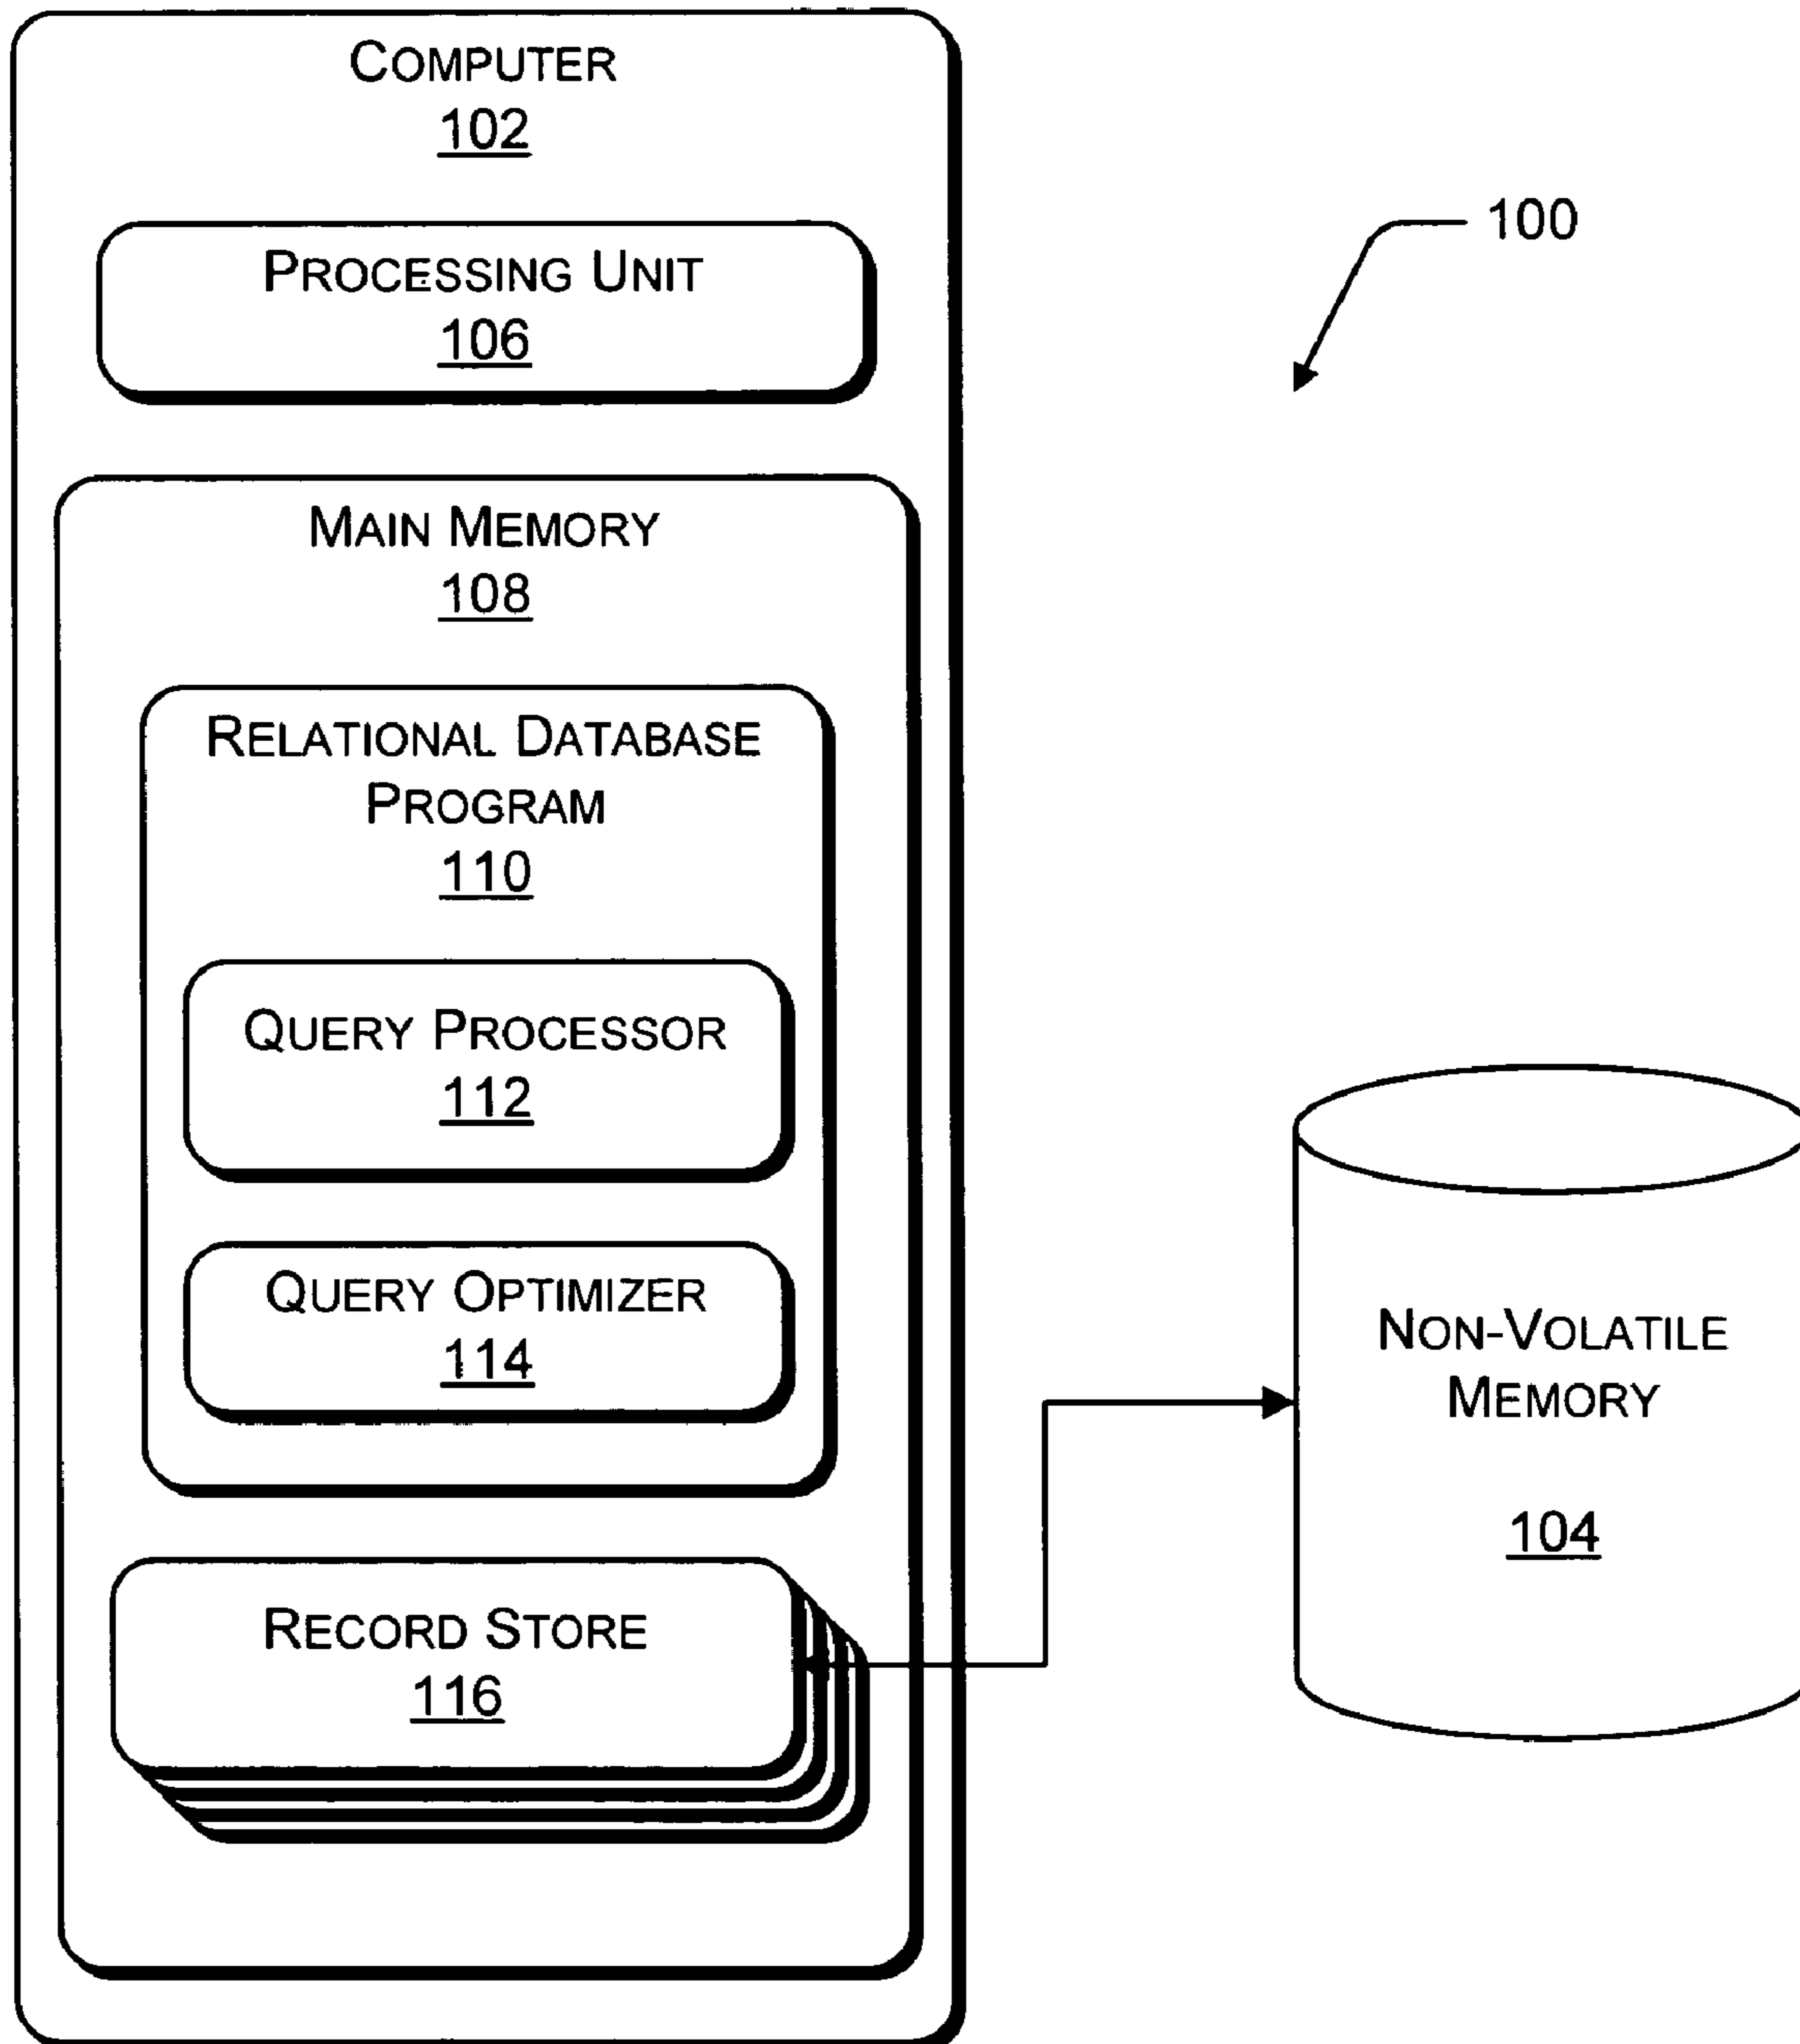 COMPUTER
102
PROCESSING UNIT
106
100
MAIN MEMORY
108
RELATIONAL DATABASE
PROGRAM
110
QUERY PROCESSOR
112
QUERY OPTIMIZER
114
NON-VOLATILE
MEMORY
104
RECORD STORE
116